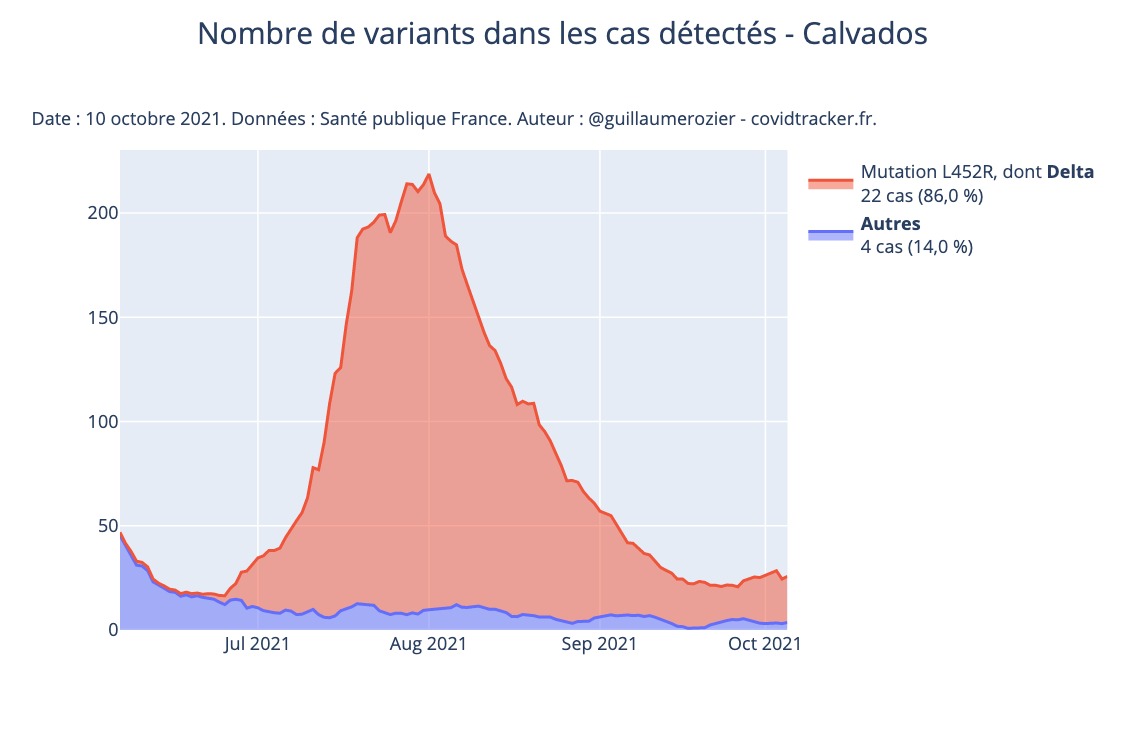 Nombre de variants dans les cas détectés - Calvados
Date : 10 octobre 2021. Données : Santé publique France. Auteur : @guillaumerozier - covidtracker.fr.
Mutation L452R, dont Delta
22 cas (86,0 %)
Autres
4 cas (14,0 %)
200
150
100
50
0
Jul 2021 Aug 2021 Sep 2021 Oct 2021